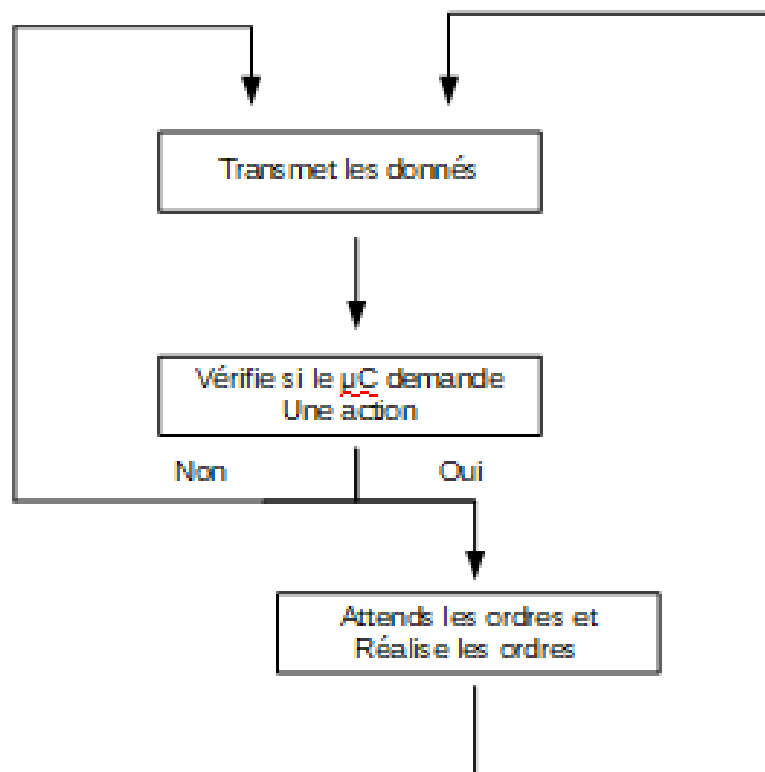 Transmet les donnés
Vérifie si le µC demande
Une action
Non
Oui
Attends les ordres et
Réalise les ordres